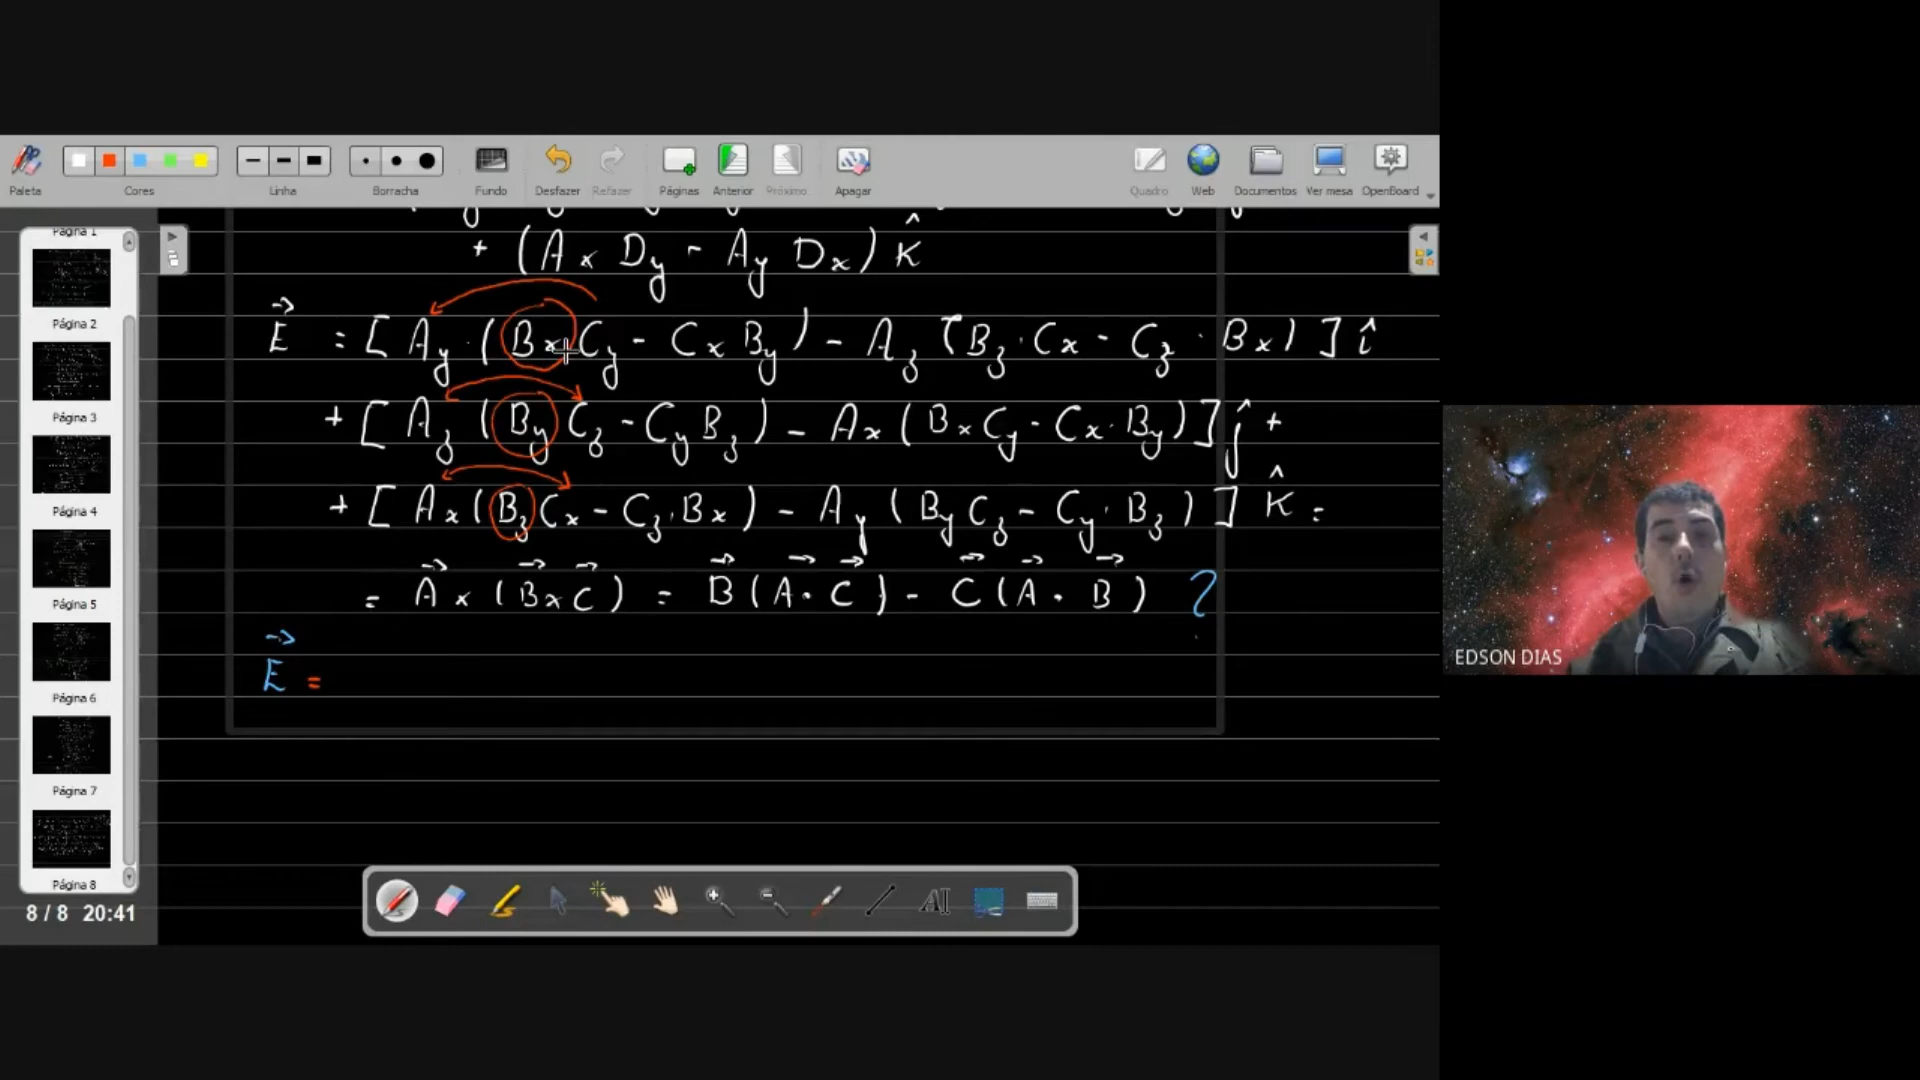 Paleta
Cores
Linha
Borracha
Fundo
Desfazer
Refazer
Páginas
Anterior
Próximo
Apagar
Quadro
Web
Documentos
Ver mesa
OpenBoard
Página 1
Página 2
Página 3
Página 4
Página 5
Página 6
Página 7
Página 8
8 / 8 20:41
+ (Ax Dy - Ay Dx) k̂
E⃗ = [Ay · (Bx Cy - Cx By) - Az (Bz · Cx - Cz · Bx)] î
+ [Az (By Cz - Cy Bz) - Ax (Bx Cy - Cx · By)] ĵ +
+ [Ax (Bz Cx - Cz · Bx) - Ay (By Cz - Cy · Bz)] k̂ =
= A⃗ × (B⃗ × C⃗) = B⃗ (A⃗ · C⃗) - C⃗ (A⃗ · B⃗) ?
E⃗ =
EDSON DIAS